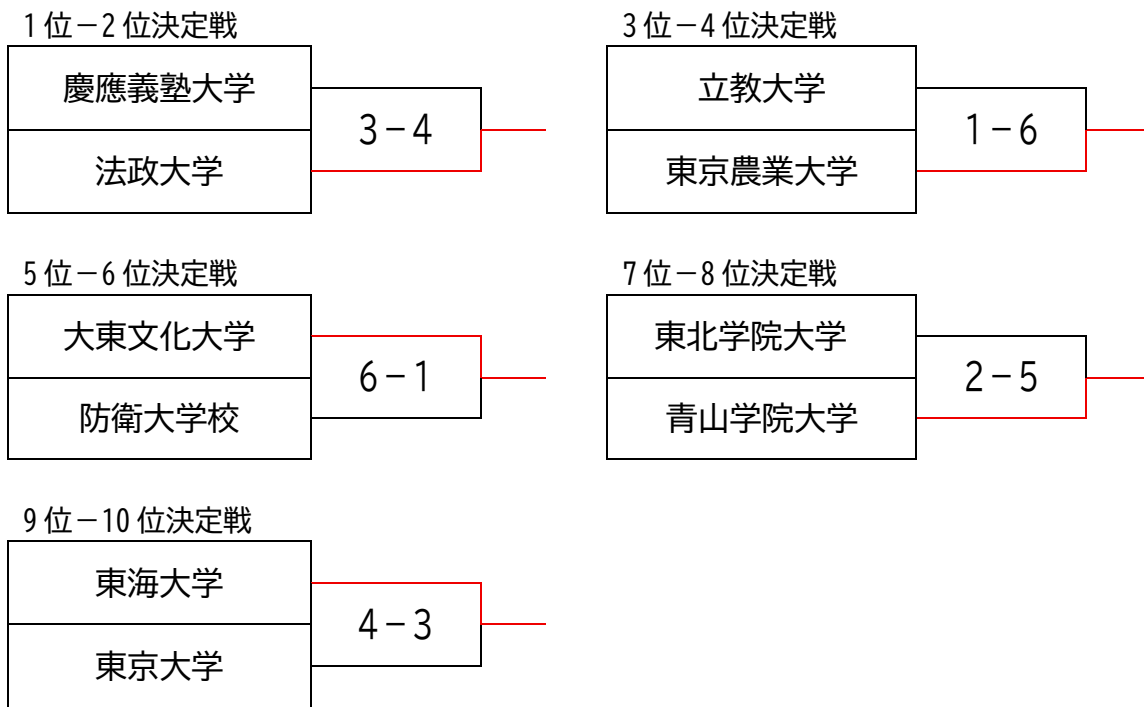 1位－2位決定戦
慶應義塾大学
3－4
法政大学
3位－4位決定戦
立教大学
1－6
東京農業大学
5位－6位決定戦
大東文化大学
6－1
防衛大学校
7位－8位決定戦
東北学院大学
2－5
青山学院大学
9位－10位決定戦
東海大学
4－3
東京大学